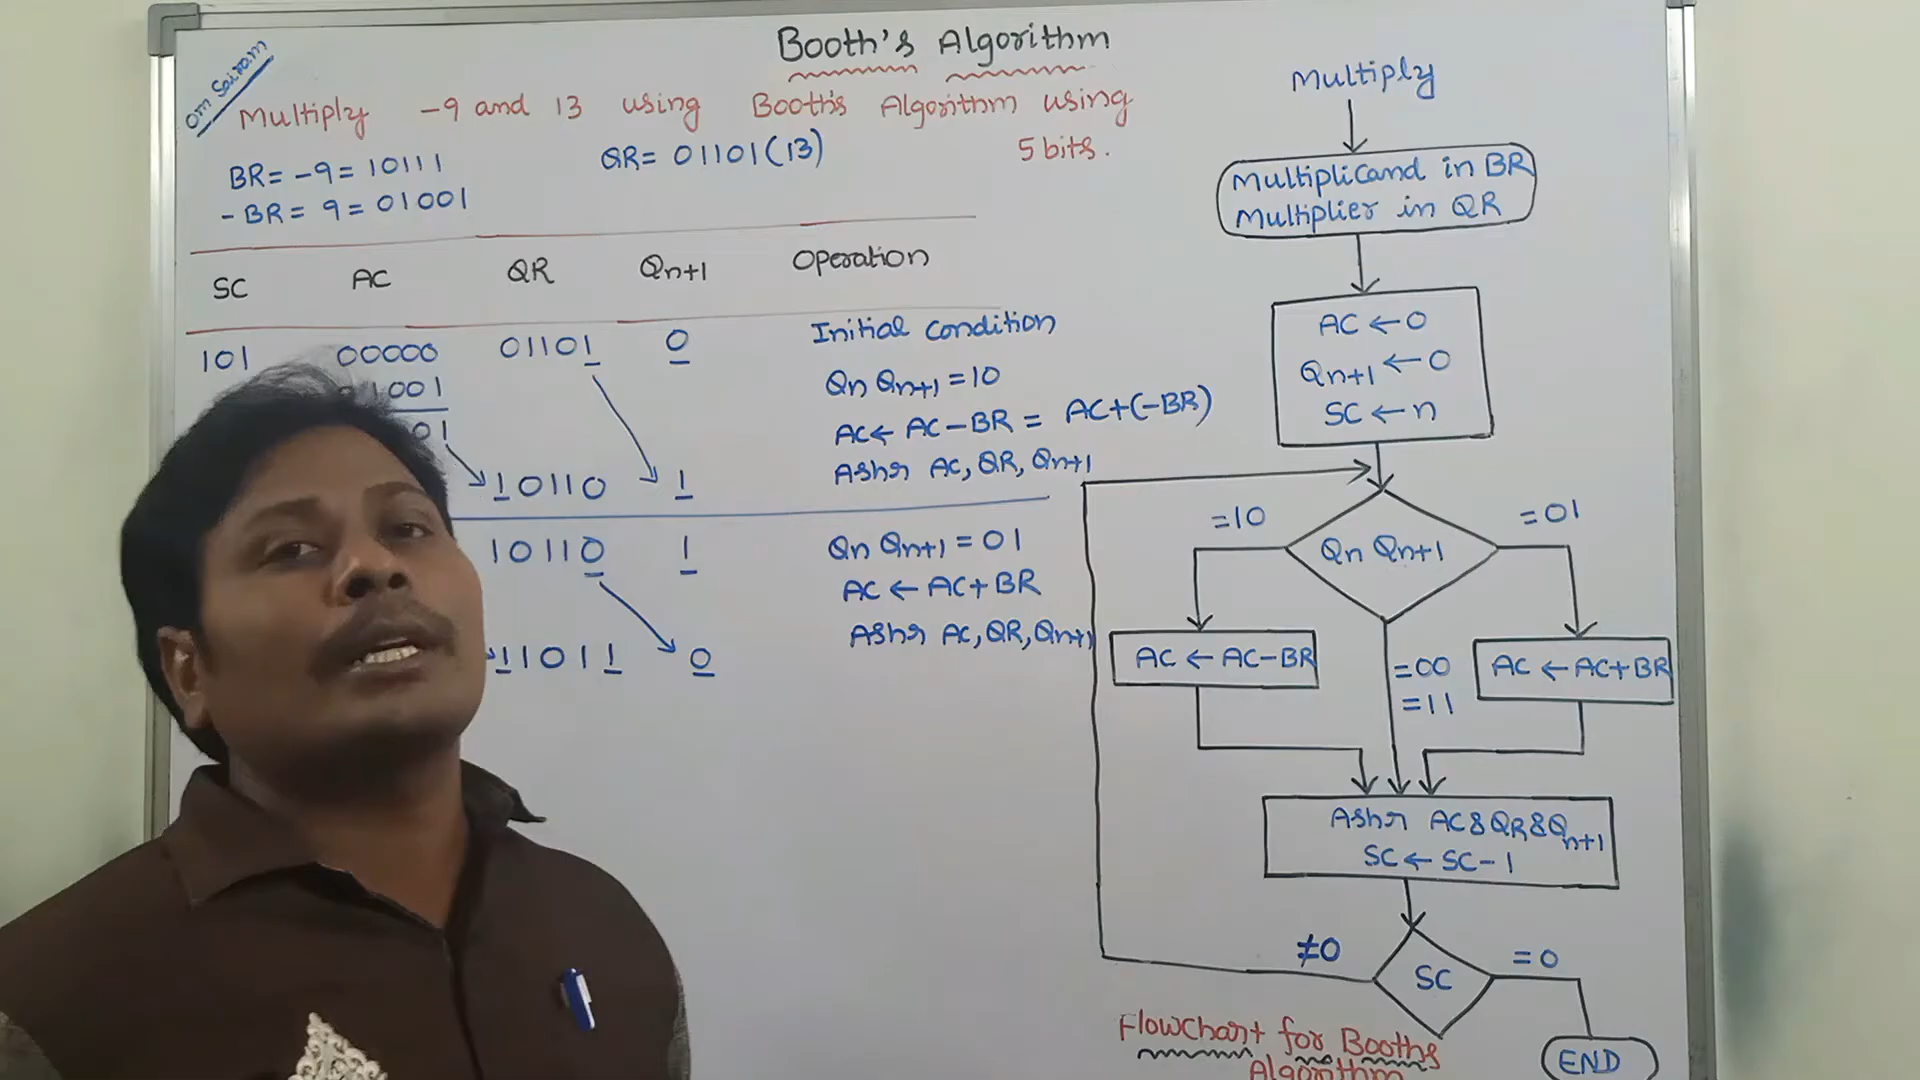 Booth's Algorithm
Om Sairam
Multiply -9 and 13 using Booth's Algorithm using
5 bits.
BR = -9 = 10111
QR = 01101(13)
-BR = 9 = 01001
SC AC QR Qn+1 Operation
101 00000 01101 0 Initial Condition
1001 Qn Qn+1 = 10
01 AC ← AC - BR = AC+(-BR)
10110 1 Ashr AC, QR, Qn+1
10110 1 Qn Qn+1 = 01
AC ← AC + BR
11011 0 Ashr AC, QR, Qn+1
Multiply
Multiplicand in BR
Multiplier in QR
AC ← 0
Qn+1 ← 0
SC ← n
=10
Qn Qn+1
=01
AC ← AC-BR
=00
=11
AC ← AC+BR
Ashr AC&QR&Qn+1
SC ← SC-1
≠0
SC
=0
END
Flowchart for Booths
Algorithm